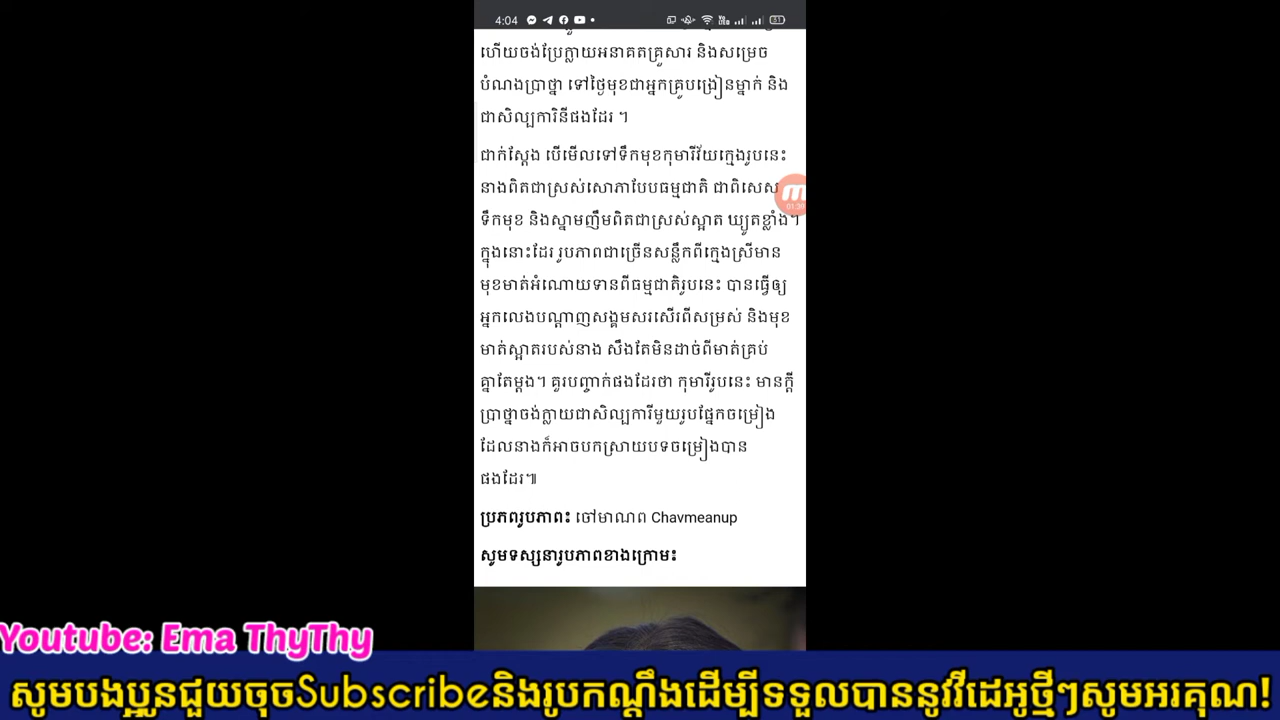 4:04
31
ហើយចង់ប្រែក្លាយអនាគតគ្រួសារ និងសម្រេច
បំណងប្រាថ្នា ទៅថ្ងៃមុខជាអ្នកគ្រូបង្រៀនម្នាក់ និង
ជាសិល្បការិនីផងដែរ ។
ជាក់ស្ដែង បើមើលទៅទឹកមុខកុមារីវ័យក្មេងរូបនេះ
នាងពិតជាស្រស់សោភាបែបធម្មជាតិ ជាពិសេស
01:39
ទឹកមុខ និងស្នាមញឹមពិតជាស្រស់ស្អាត ឃ្យូតខ្លាំង។
ក្នុងនោះដែរ រូបភាពជាច្រើនសន្លឹកពីក្មេងស្រីមាន
មុខមាត់អំណោយទានពីធម្មជាតិរូបនេះ បានធ្វើឲ្យ
អ្នកលេងបណ្ដាញសង្គមសរសើរពីសម្រស់ និងមុខ
មាត់ស្អាតរបស់នាង សឹងតែមិនដាច់ពីមាត់គ្រប់
គ្នាតែម្ដង។ គួរបញ្ចាក់ផងដែរថា កុមារីរូបនេះ មានក្ដី
ប្រាថ្នាចង់ក្លាយជាសិល្បការីមួយរូបផ្នែកចម្រៀង
ដែលនាងក៏អាចបកស្រាយបទចម្រៀងបាន
ផងដែរ៕
ប្រភពរូបភាព៖ ចៅមាណព Chavmeanup
សូមទស្សនារូបភាពខាងក្រោម៖
Youtube: Ema ThyThy
សូមបងប្អូនជួយចុចSubscribeនិងរូបកណ្ដឹងដើម្បីទទួលបាននូវវីដេអូថ្មីៗសូមអរគុណ!